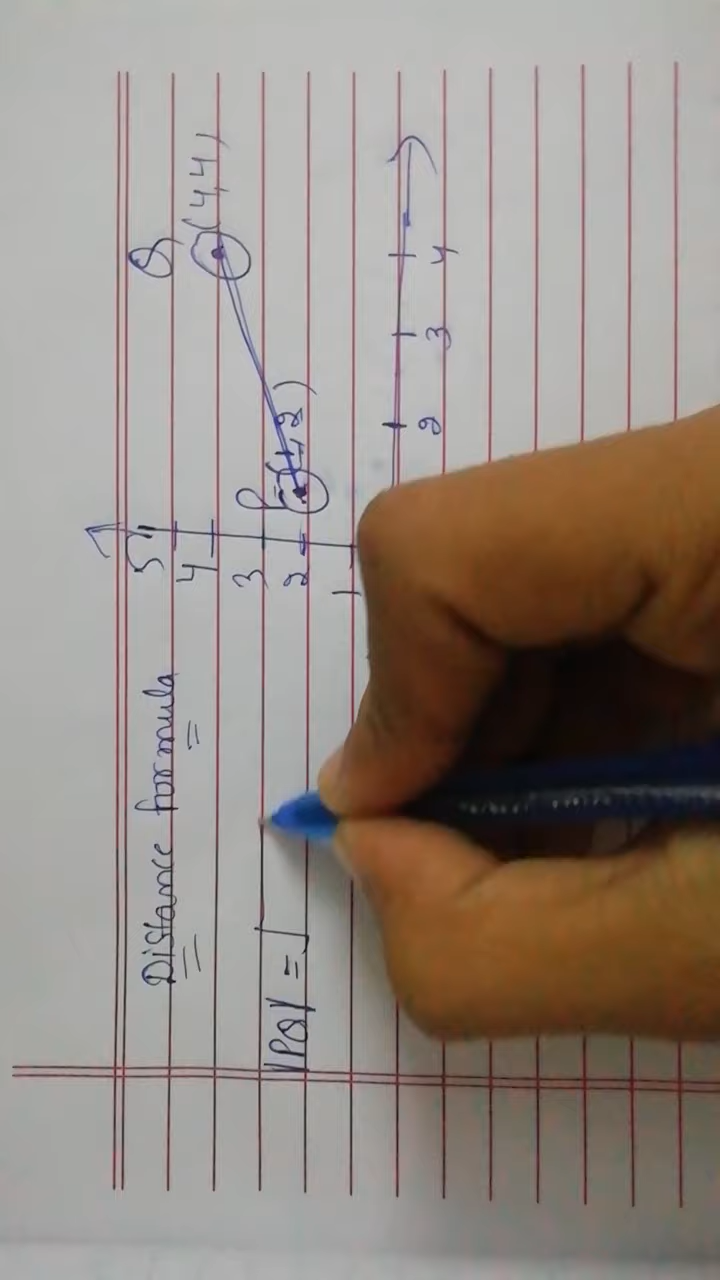 Distance formula
|PQ| = √
5
4
3
2
1
Q
(4,4)
P
(1,2)
2
3
4